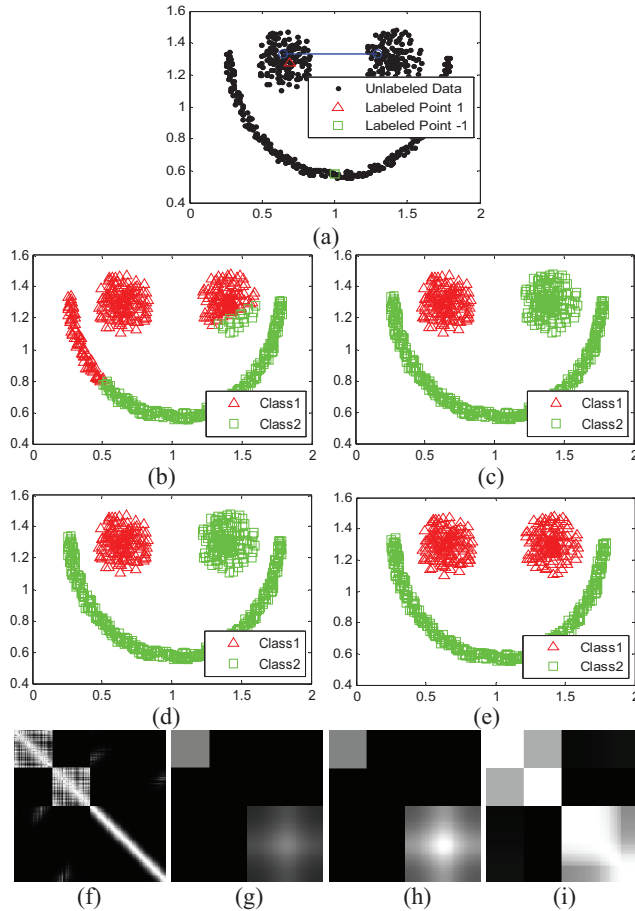 1.6
1.4
1.2
1
0.8
0.6
0.4
0 0.5 1 1.5 2
Unlabeled Data
Labeled Point 1
Labeled Point -1
(a)
1.6
1.4
1.2
1
0.8
0.6
0.4
0 0.5 1 1.5 2
Class1
Class2
(b)
1.6
1.4
1.2
1
0.8
0.6
0.4
0 0.5 1 1.5 2
Class1
Class2
(c)
1.6
1.4
1.2
1
0.8
0.6
0.4
0 0.5 1 1.5 2
Class1
Class2
(d)
1.6
1.4
1.2
1
0.8
0.6
0.4
0 0.5 1 1.5 2
Class1
Class2
(e)
(f) (g) (h) (i)